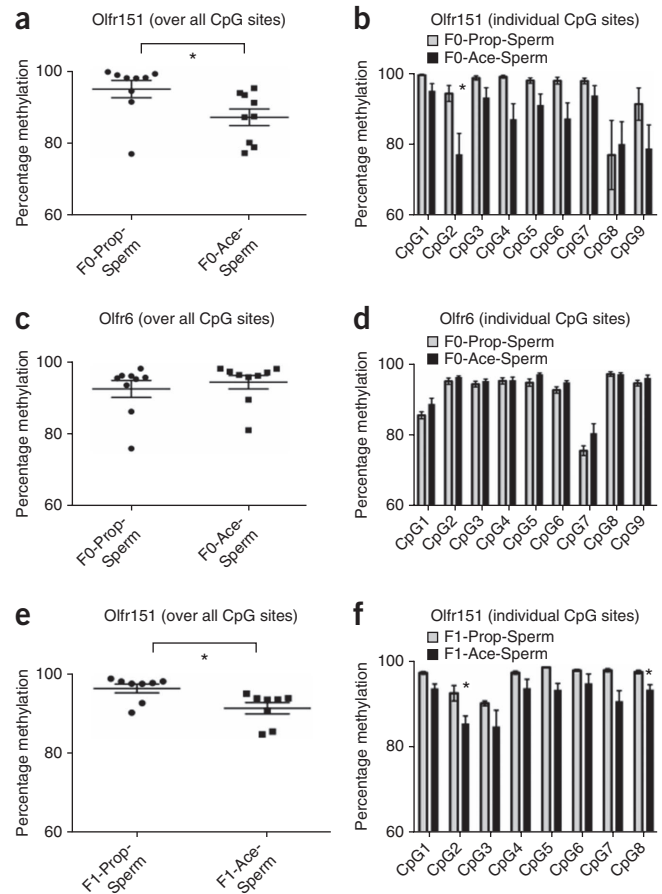 a
Olfr151 (over all CpG sites)
*
Percentage methylation
100
80
60
F0-Prop-
Sperm
F0-Ace-
Sperm
b
Olfr151 (individual CpG sites)
F0-Prop-Sperm
F0-Ace-Sperm
*
Percentage methylation
100
80
60
CpG1
CpG2
CpG3
CpG4
CpG5
CpG6
CpG7
CpG8
CpG9
c
Olfr6 (over all CpG sites)
Percentage methylation
100
80
60
F0-Prop-
Sperm
F0-Ace-
Sperm
d
Olfr6 (individual CpG sites)
F0-Prop-Sperm
F0-Ace-Sperm
Percentage methylation
100
80
60
CpG1
CpG2
CpG3
CpG4
CpG5
CpG6
CpG7
CpG8
CpG9
e
Olfr151 (over all CpG sites)
*
Percentage methylation
100
80
60
F1-Prop-
Sperm
F1-Ace-
Sperm
f
Olfr151 (individual CpG sites)
F1-Prop-Sperm
F1-Ace-Sperm
*
*
Percentage methylation
100
80
60
CpG1
CpG2
CpG3
CpG4
CpG5
CpG6
CpG7
CpG8